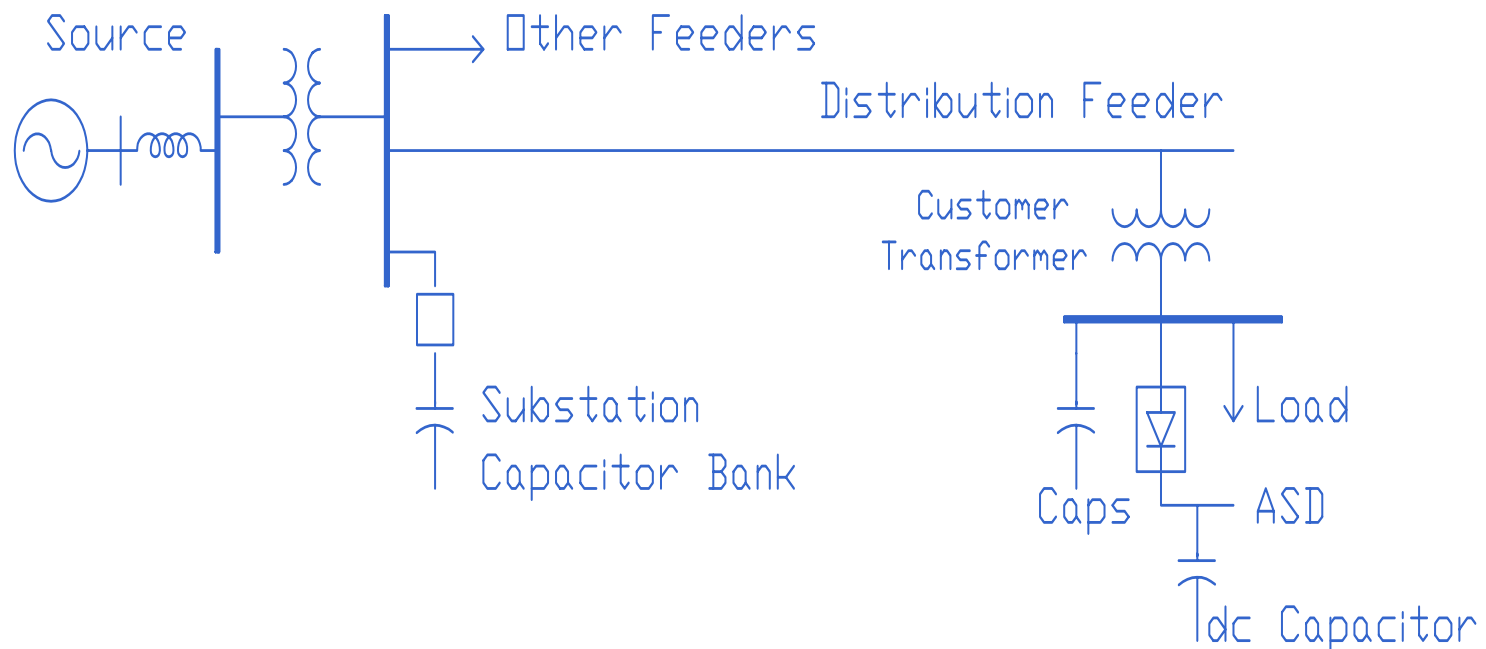 Source
Other Feeders
Distribution Feeder
Customer
Transformer
Substation
Capacitor Bank
Load
Caps
ASD
dc Capacitor